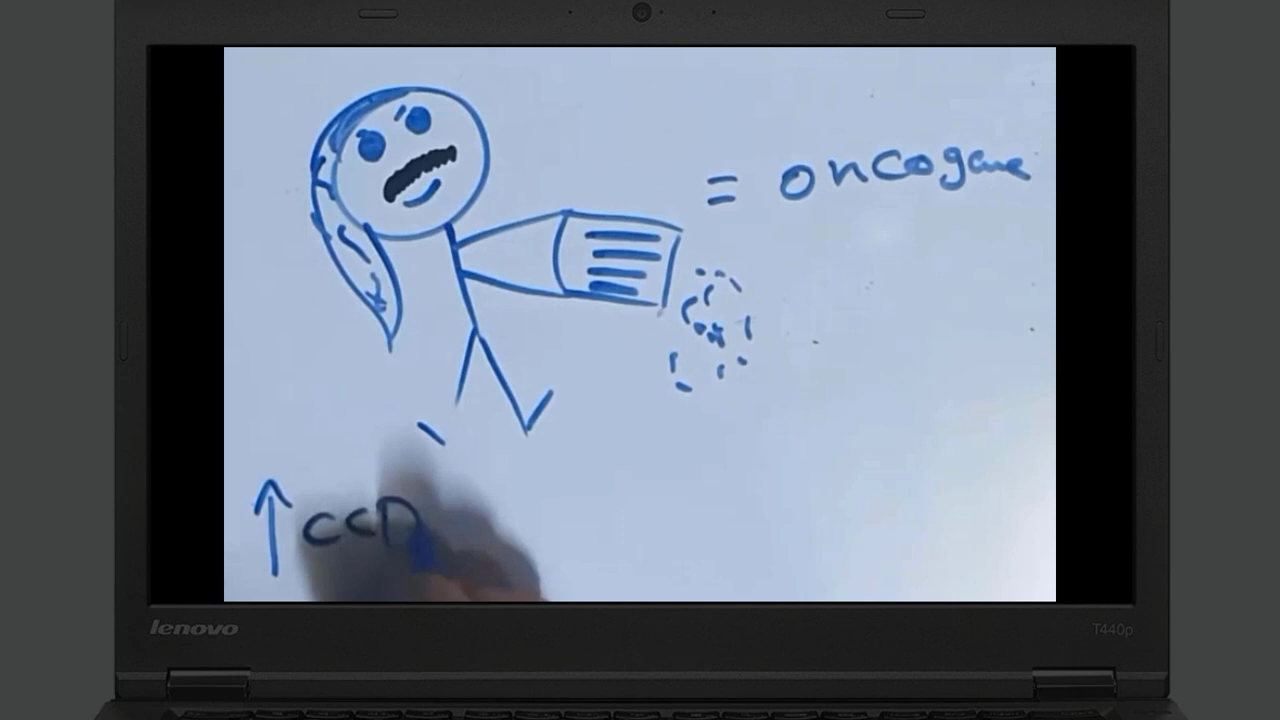 = oncogene
↑ CCD
lenovo
T440p